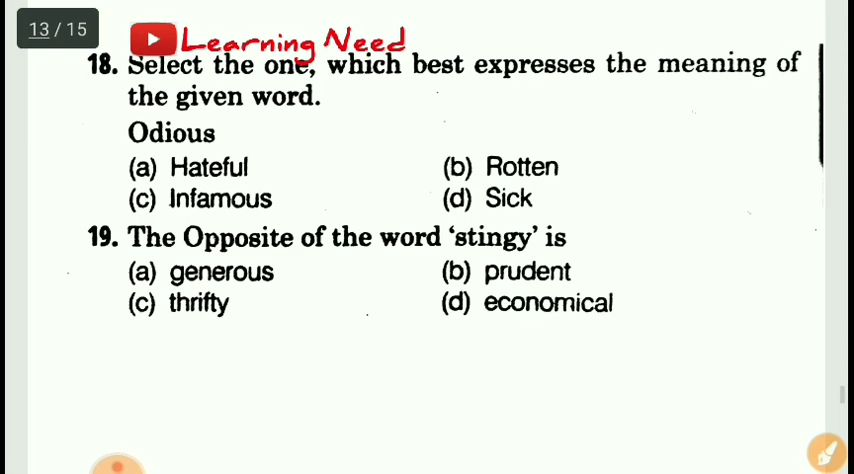 13 / 15
Learning Need
18. Select the one, which best expresses the meaning of
the given word.
Odious
(a) Hateful (b) Rotten
(c) Infamous (d) Sick
19. The Opposite of the word ‘stingy’ is
(a) generous (b) prudent
(c) thrifty (d) economical